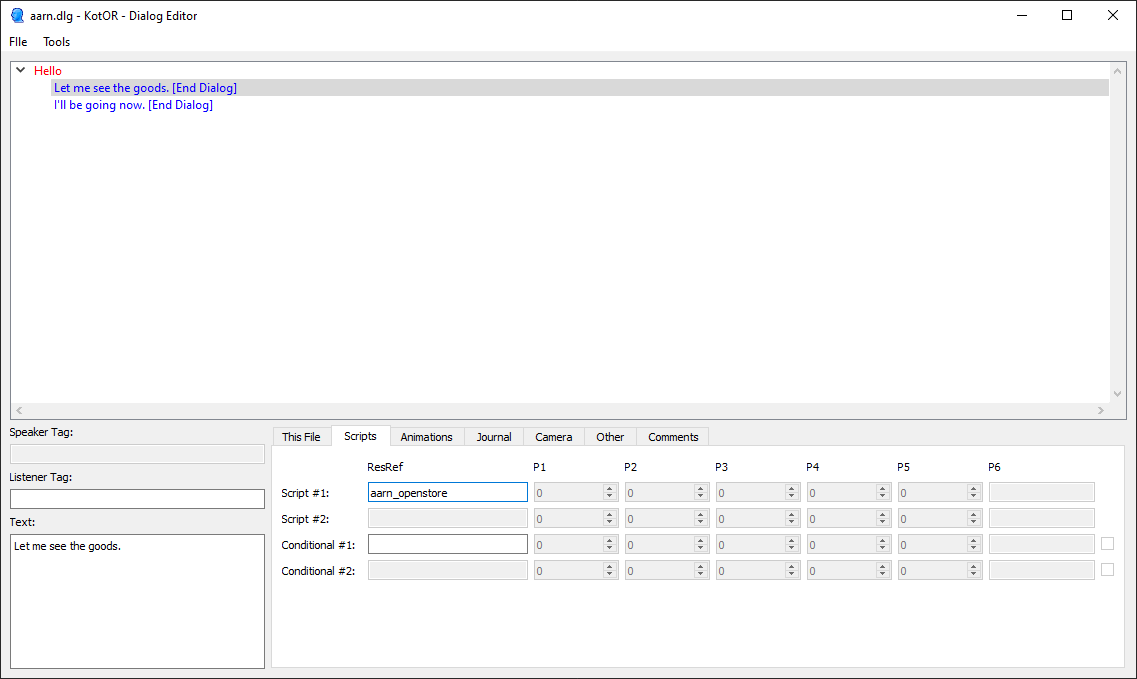 aarn.dlg - KotOR - Dialog Editor
FIle Tools
Hello
Let me see the goods. [End Dialog]
I'll be going now. [End Dialog]
Speaker Tag:
Listener Tag:
Text:
Let me see the goods.
This File Scripts Animations Journal Camera Other Comments
ResRef P1 P2 P3 P4 P5 P6
Script #1: aarn_openstore 0 0 0 0 0
Script #2: 0 0 0 0 0
Conditional #1: 0 0 0 0 0
Conditional #2: 0 0 0 0 0